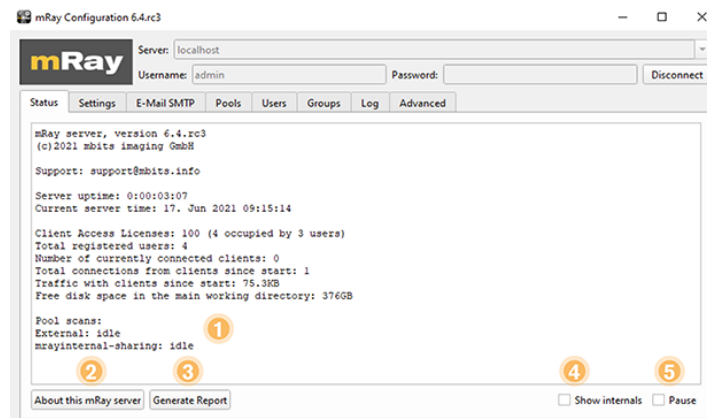 mRay Configuration 6.4.rc3
mRay
Server: localhost
Username: admin Password: Disconnect
Status Settings E-Mail SMTP Pools Users Groups Log Advanced
mRay server, version 6.4.rc3
(c)2021 mbits imaging GmbH
Support: support@mbits.info
Server uptime: 0:00:03:07
Current server time: 17. Jun 2021 09:15:14
Client Access Licenses: 100 (4 occupied by 3 users)
Total registered users: 4
Number of currently connected clients: 0
Total connections from clients since start: 1
Traffic with clients since start: 75.3KB
Free disk space in the main working directory: 376GB
Pool scans:
External: idle
mrayinternal-sharing: idle
1
2 3 4 5
About this mRay server Generate Report Show internals Pause